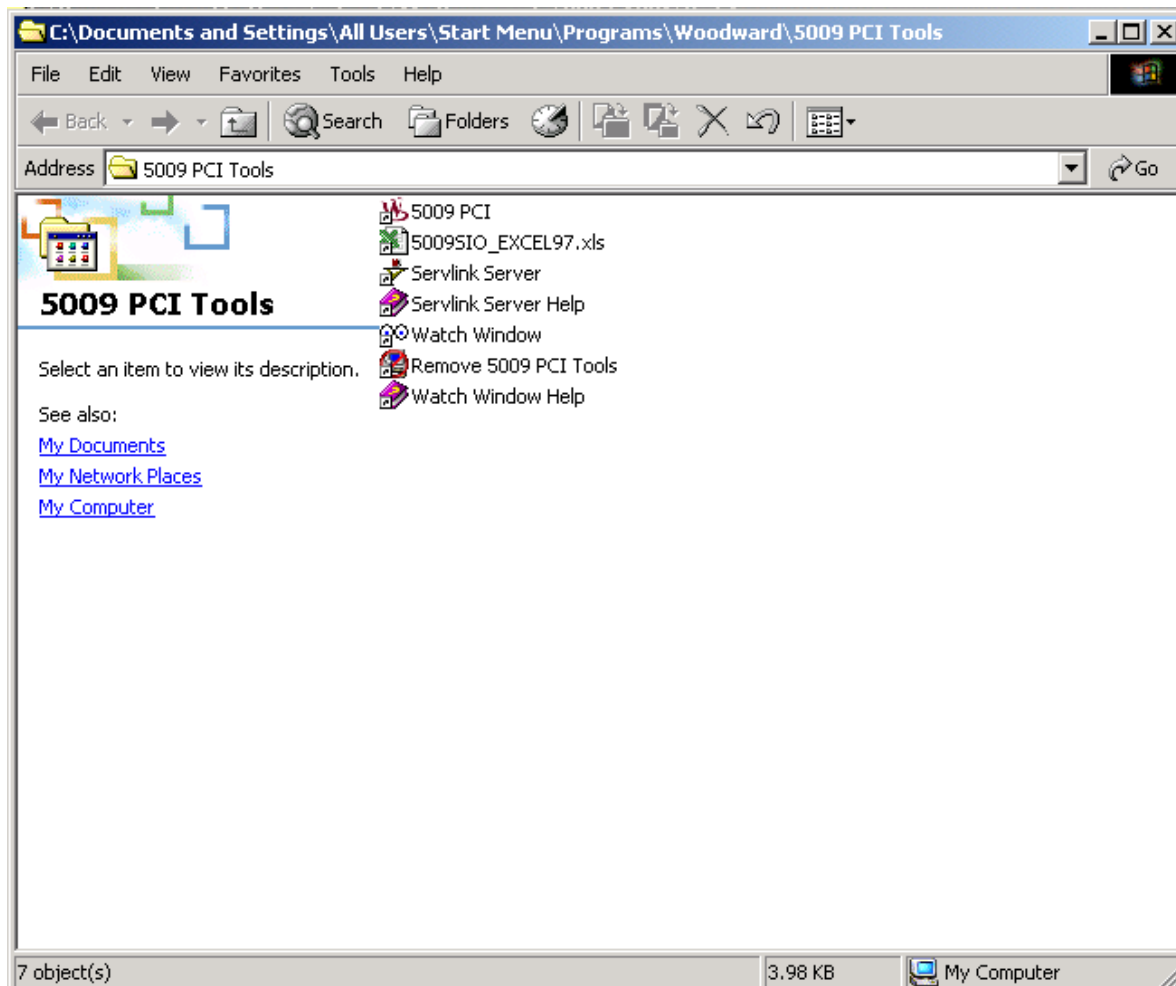 C:\Documents and Settings\All Users\Start Menu\Programs\Woodward\5009 PCI Tools
File Edit View Favorites Tools Help
Back Search Folders
Address 5009 PCI Tools Go
5009 PCI Tools
Select an item to view its description.
See also:
My Documents
My Network Places
My Computer
5009 PCI
5009SIO_EXCEL97.xls
Servlink Server
Servlink Server Help
Watch Window
Remove 5009 PCI Tools
Watch Window Help
7 object(s) 3.98 KB My Computer